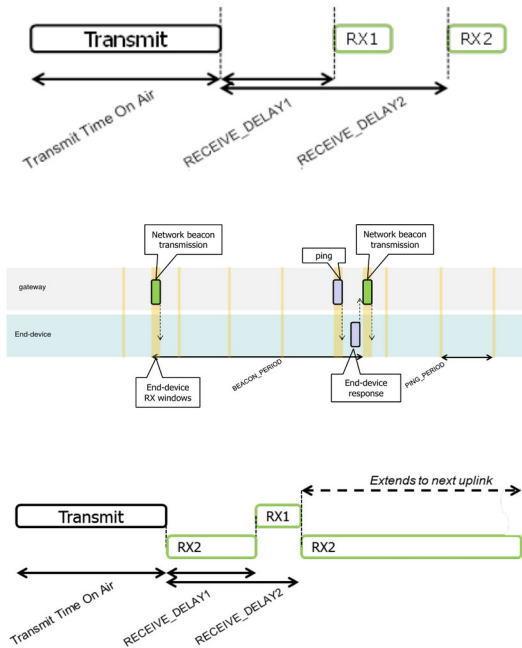 Transmit
RX1
RX2
Transmit Time On Air
RECEIVE_DELAY1
RECEIVE_DELAY2
Network beacon
transmission
ping
Network beacon
transmission
gateway
End-device
End-device
RX windows
BEACON_PERIOD
End-device
response
PING_PERIOD
Extends to next uplink
Transmit
RX1
RX2
RX2
Transmit Time On Air
RECEIVE_DELAY1
RECEIVE_DELAY2